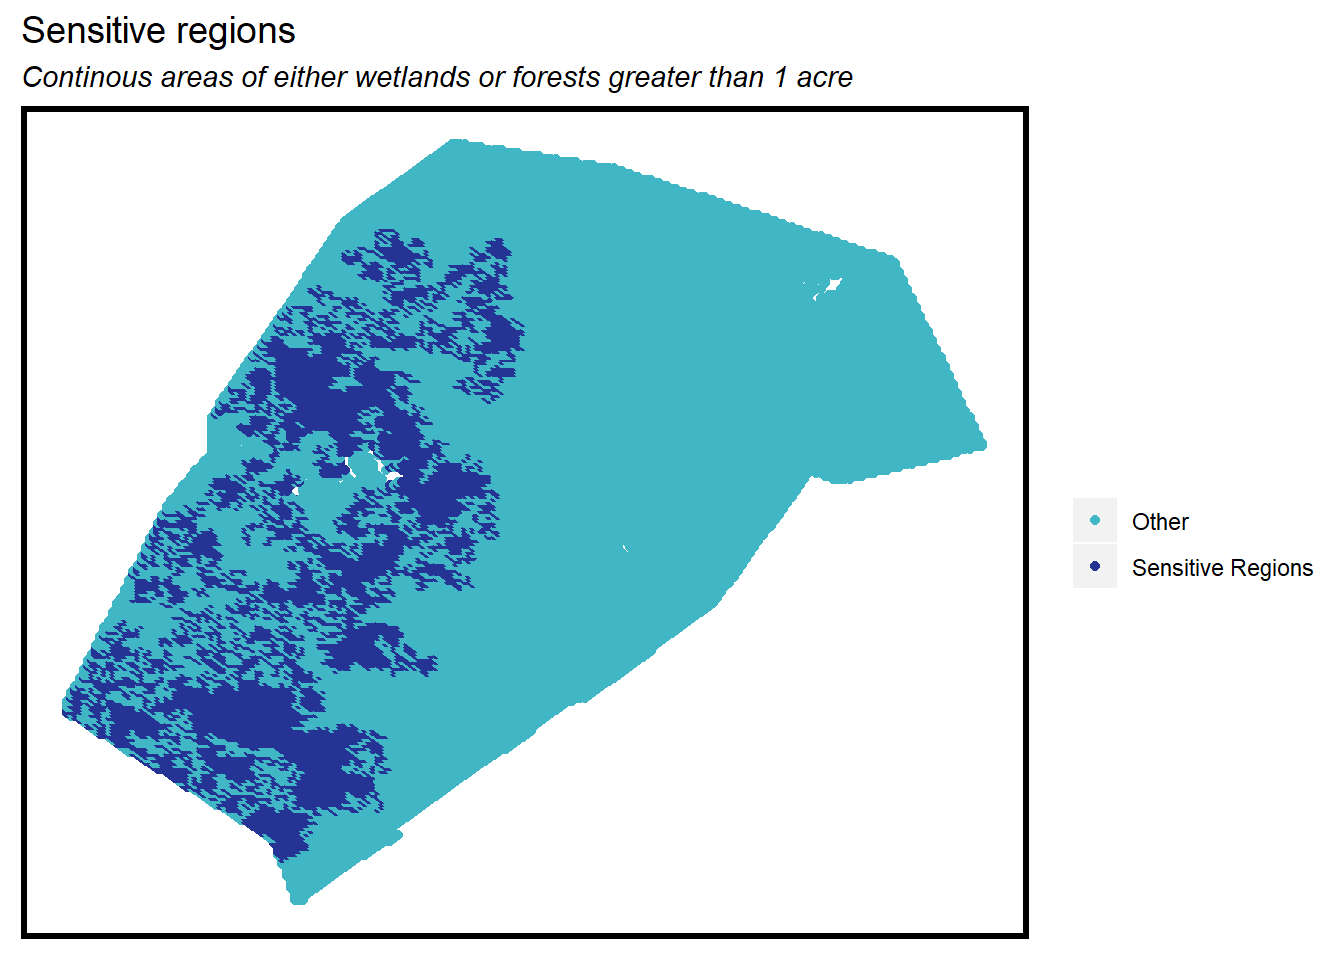 Sensitive regions
Continous areas of either wetlands or forests greater than 1 acre
Other
Sensitive Regions